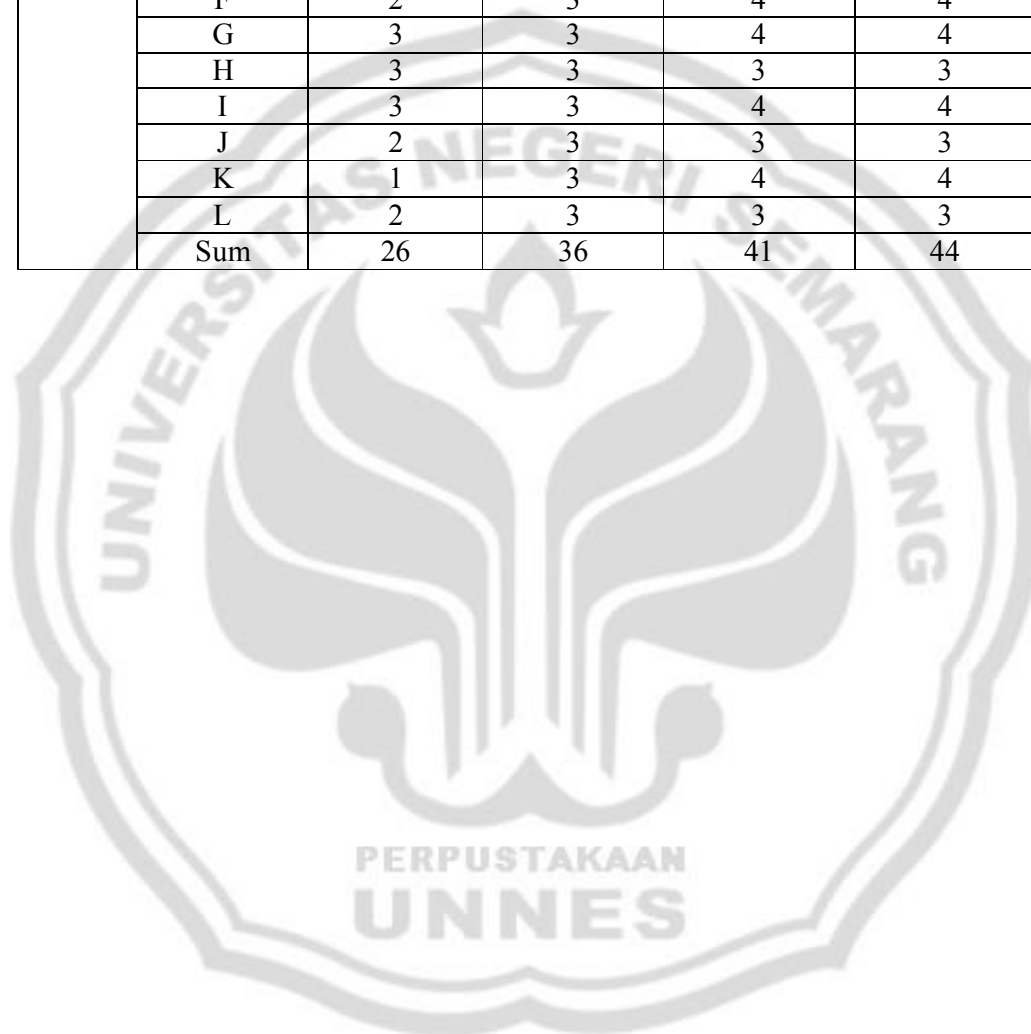 F 2 3 4 4
G 3 3 4 4
H 3 3 3 3
I 3 3 4 4
J 2 3 3 3
K 1 3 4 4
L 2 3 3 3
Sum 26 36 41 44
UNIVERSITAS NEGERI SEMARANG
PERPUSTAKAAN
UNNES